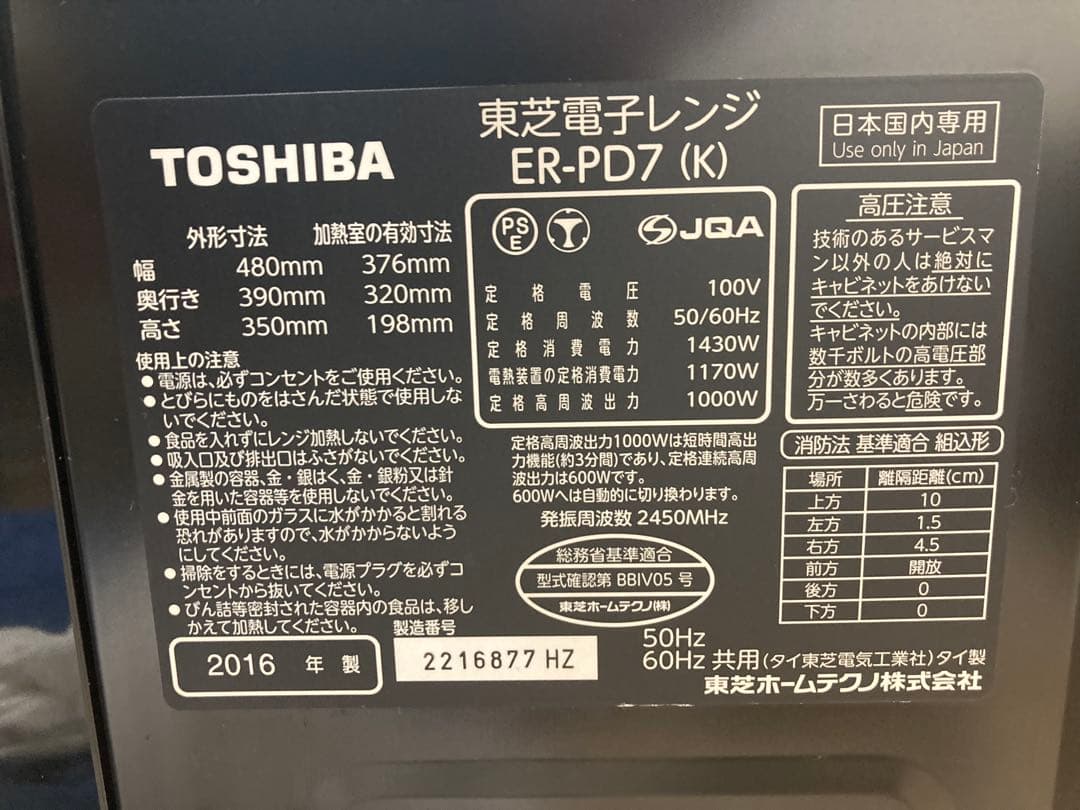 東芝電子レンジ
TOSHIBA
ER-PD7 (K)
日本国内専用
Use only in Japan
外形寸法 加熱室の有効寸法
幅 480mm 376mm
奥行き 390mm 320mm
高さ 350mm 198mm
使用上の注意
●電源は、必ずコンセントをご使用ください。
●とびらにものをはさんだ状態で使用しな
いでください。
●食品を入れずにレンジ加熱しないでください。
●吸入口及び排出口はふさがないでください。
●金属製の容器、金・銀はく、金・銀粉又は針
金を用いた容器等を使用しないでください。
●使用中前面のガラスに水がかかると割れる
恐れがありますので、水がかからないよう
にしてください。
●掃除をするときには、電源プラグを必ずコ
ンセントから抜いてください。
●びん詰等密封された容器内の食品は、移し
かえて加熱してください。
2016 年 製
製造番号
2216877 HZ
PS
E
JQA
定格電圧 100V
定格周波数 50/60Hz
定格消費電力 1430W
電熱装置の定格消費電力 1170W
定格高周波出力 1000W
定格高周波出力1000Wは短時間高出
力機能(約3分間)であり、定格連続高周
波出力は600Wです。
600Wへは自動的に切り換わります。
発振周波数 2450MHz
総務省基準適合
型式確認第 BBIV05 号
東芝ホームテクノ(株)
高圧注意
技術のあるサービスマ
ン以外の人は絶対に
キャビネットをあけない
でください。
キャビネットの内部には
数千ボルトの高電圧部
分が数多くあります。
万一さわると危険です。
消防法 基準適合 組込形
場所 離隔距離(cm)
上方 10
左方 1.5
右方 4.5
前方 開放
後方 0
下方 0
50Hz
60Hz 共用(タイ東芝電気工業社)タイ製
東芝ホームテクノ株式会社